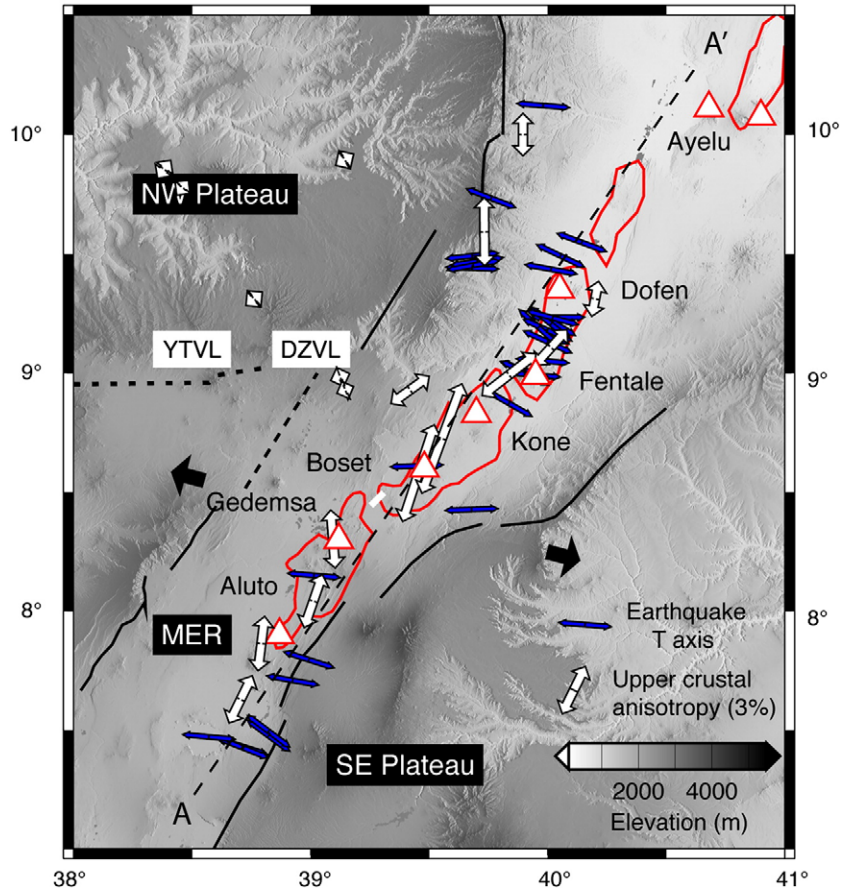 A'
10°
10°
Ayelu
NW Plateau
Dofen
YTVL
DZVL
9°
9°
Fentale
Kone
Boset
Gedemsa
Aluto
8°
8°
Earthquake
T axis
MER
Upper crustal
anisotropy (3%)
SE Plateau
2000 4000
A
Elevation (m)
38°
39°
40°
41°